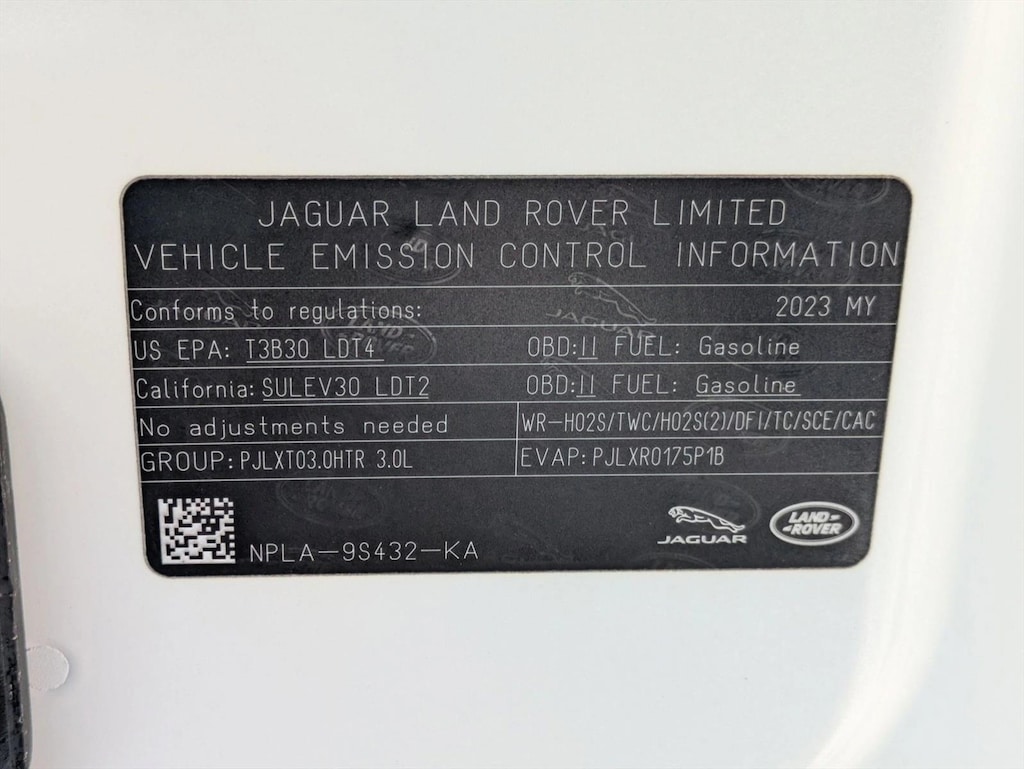 JAGUAR LAND ROVER LIMITED
VEHICLE EMISSION CONTROL INFORMATION
Conforms to regulations: 2023 MY
US EPA: T3B30 LDT4 OBD:II FUEL: Gasoline
California: SULEV30 LDT2 OBD:II FUEL: Gasoline
No adjustments needed WR-HO2S/TWC/HO2S(2)/DFI/TC/SCE/CAC
GROUP: PJLXT03.0HTR 3.0L EVAP: PJLXR0175P1B
NPLA-9S432-KA
JAGUAR
LAND-
-ROVER